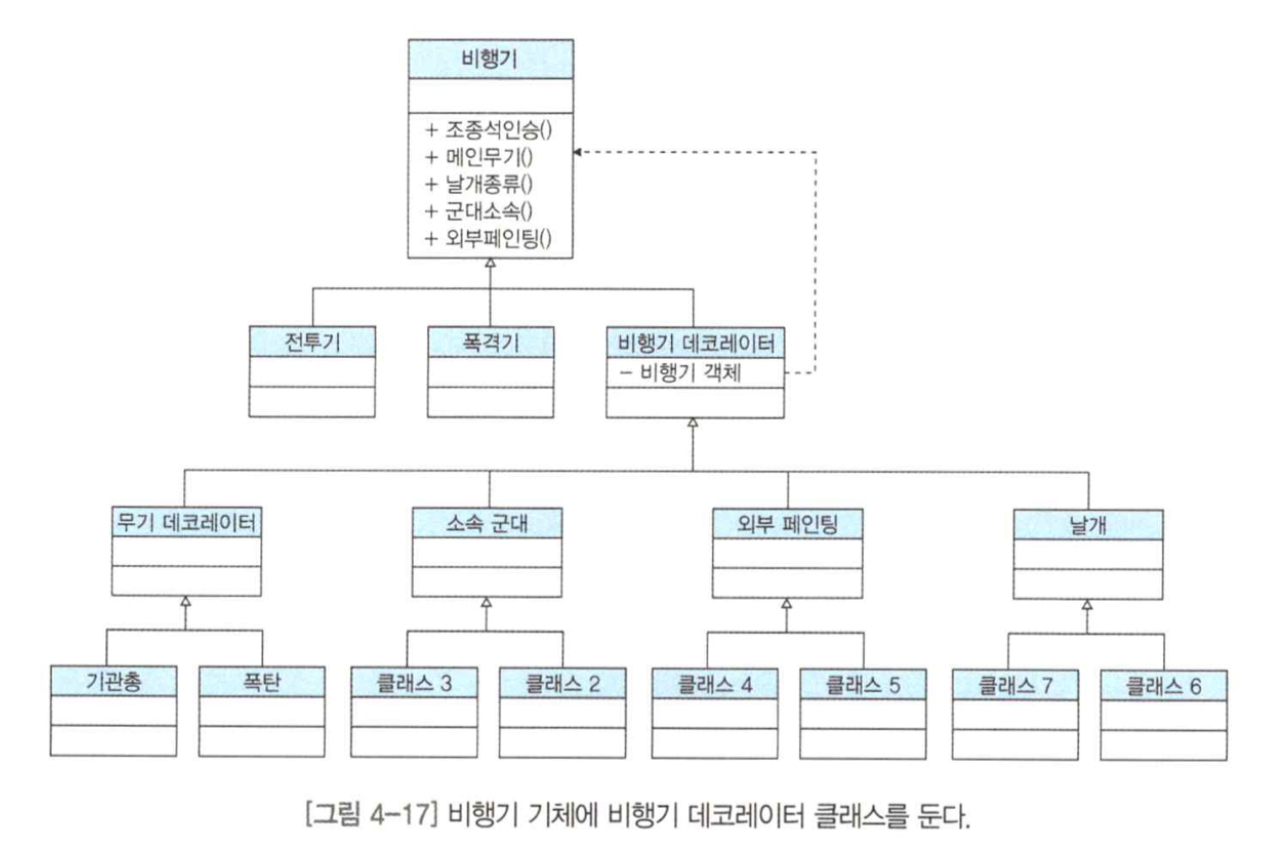 비행기
+ 조종석인승()
+ 메인무기()
+ 날개종류()
+ 군대소속()
+ 외부페인팅()
전투기
폭격기
비행기 데코레이터
- 비행기 객체
무기 데코레이터
소속 군대
외부 페인팅
날개
기관총
폭탄
클래스 3
클래스 2
클래스 4
클래스 5
클래스 7
클래스 6
[그림 4-17] 비행기 기체에 비행기 데코레이터 클래스를 둔다.